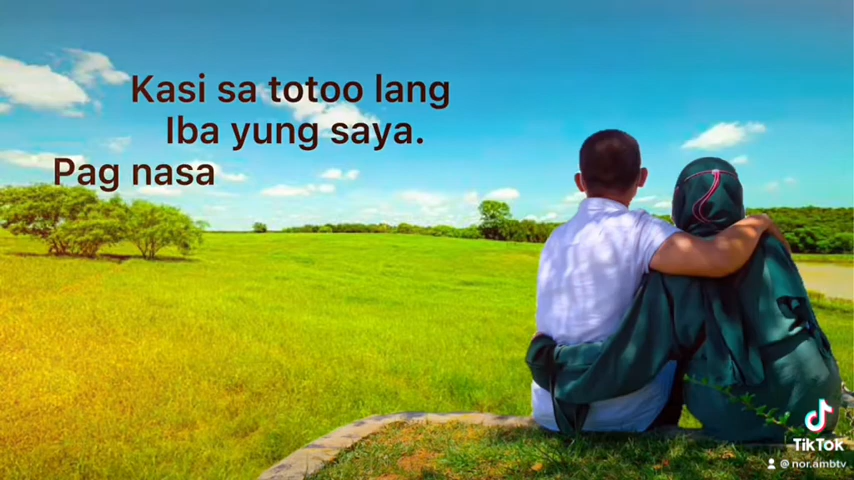 Kasi sa totoo lang
Iba yung saya.
Pag nasa
TikTok
@nor.ambtv